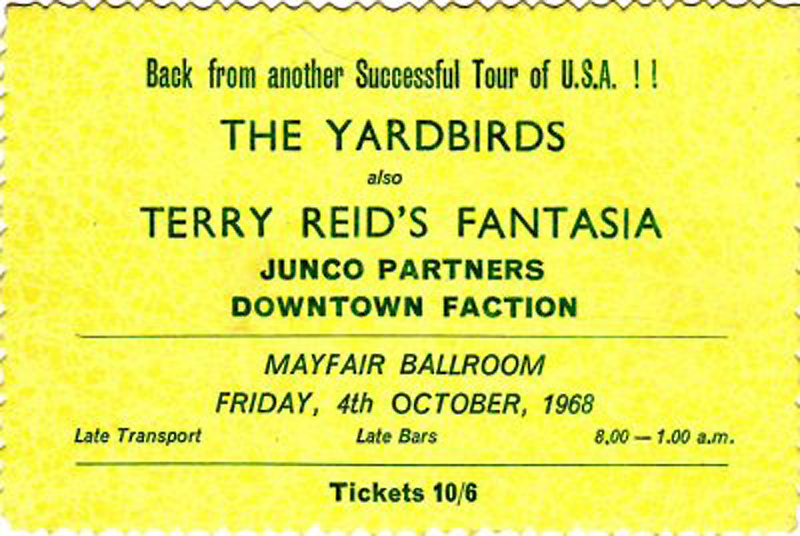 Back from another Successful Tour of U.S.A. ! !
THE YARDBIRDS
also
TERRY REID'S FANTASIA
JUNCO PARTNERS
DOWNTOWN FACTION
MAYFAIR BALLROOM
FRIDAY, 4th OCTOBER, 1968
Late Transport Late Bars 8.00 — 1.00 a.m.
Tickets 10/6